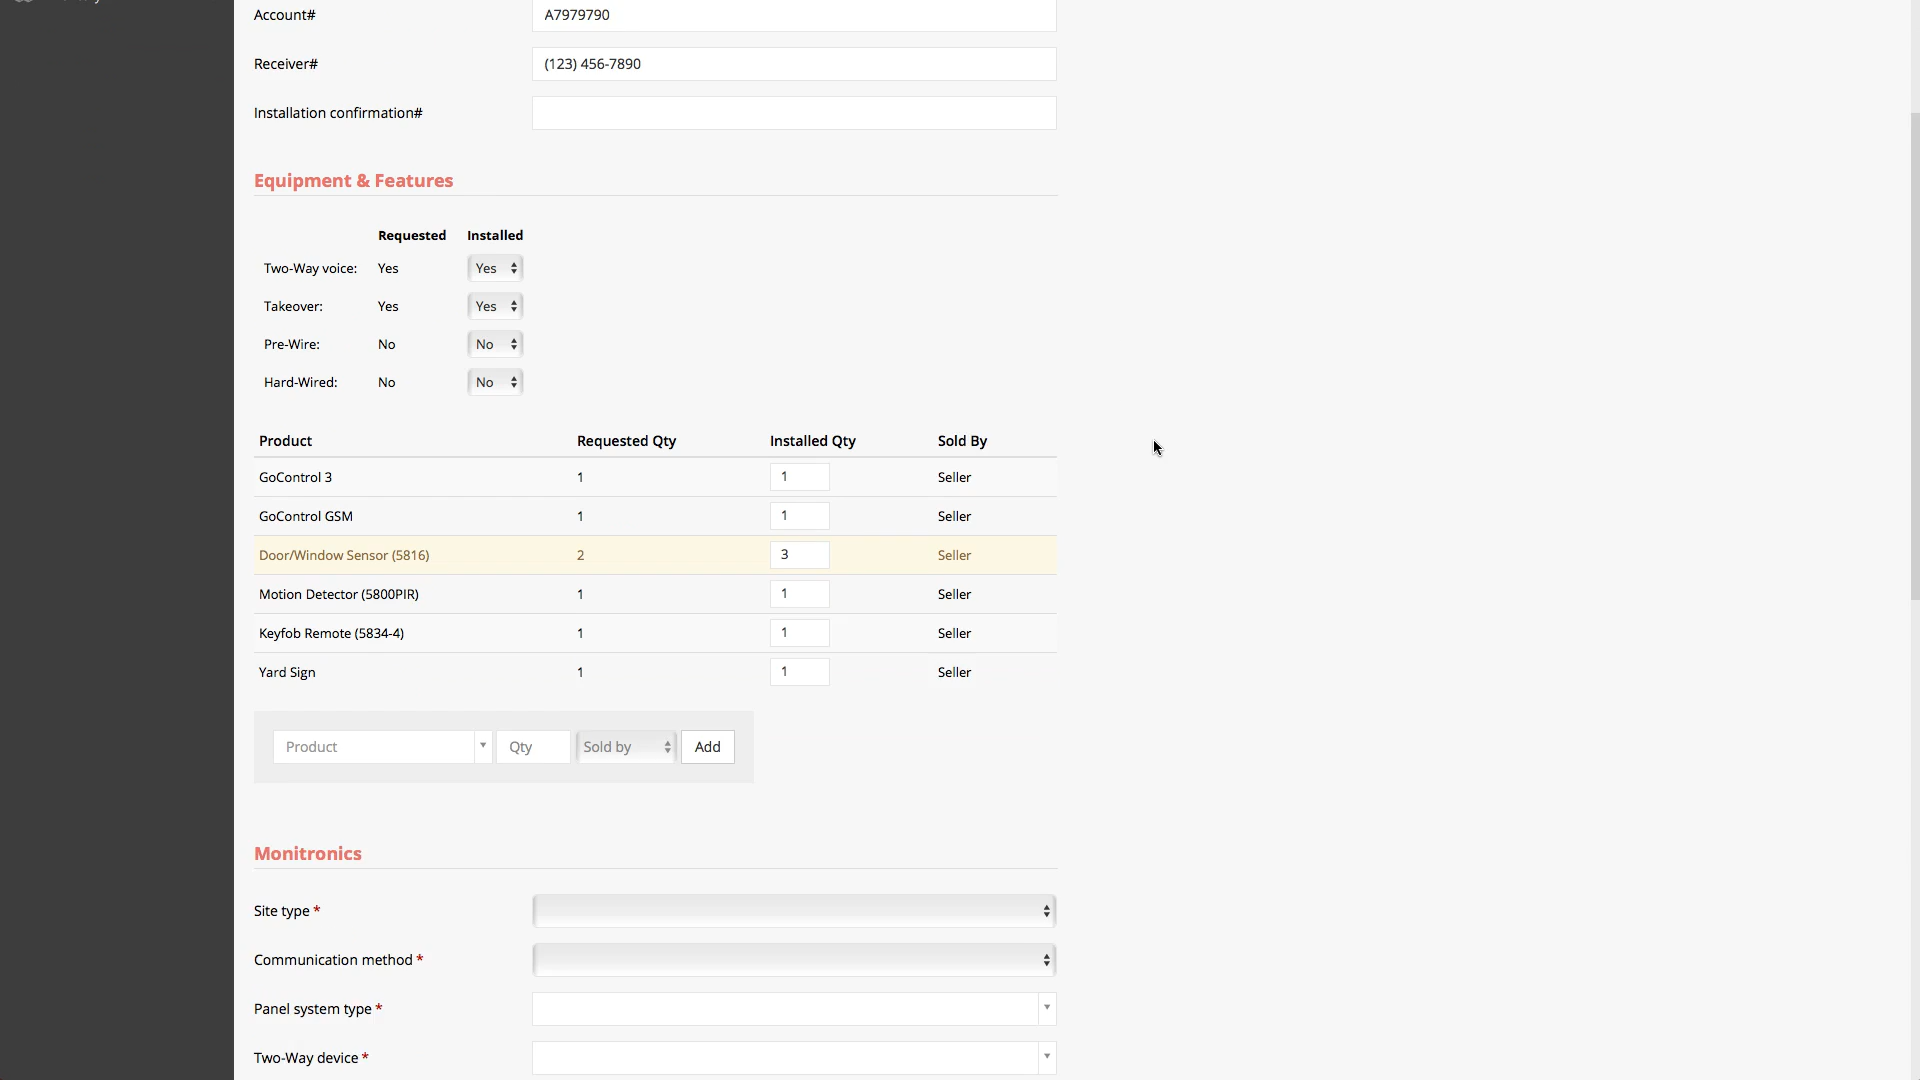 Account# A7979790
Receiver# (123) 456-7890
Installation confirmation#
Equipment & Features
Requested Installed
Two-Way voice: Yes Yes
Takeover: Yes Yes
Pre-Wire: No No
Hard-Wired: No No
Product Requested Qty Installed Qty Sold By
GoControl 3 1 1 Seller
GoControl GSM 1 1 Seller
Door/Window Sensor (5816) 2 3 Seller
Motion Detector (5800PIR) 1 1 Seller
Keyfob Remote (5834-4) 1 1 Seller
Yard Sign 1 1 Seller
Product Qty Sold by Add
Monitronics
Site type *
Communication method *
Panel system type *
Two-Way device *